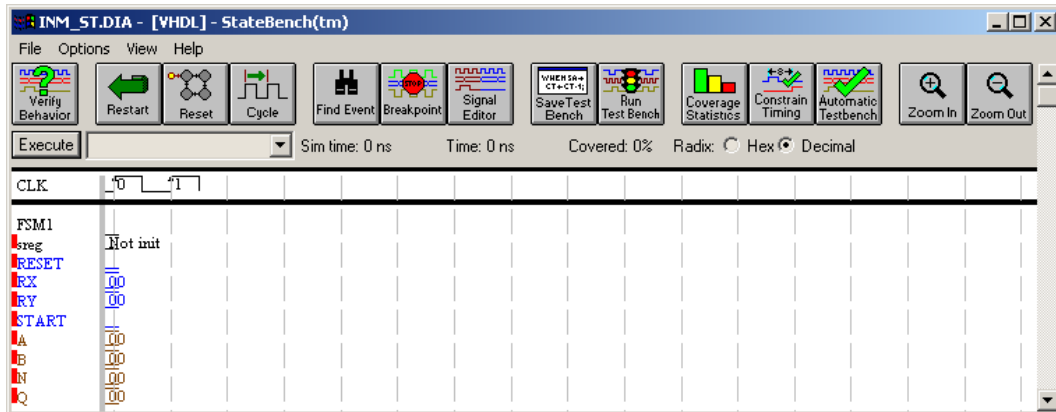 INM_ST.DIA - [VHDL] - StateBench(tm)
File Options View Help
Verify Behavior Restart Reset Cycle Find Event Breakpoint Signal Editor SaveTest Bench Run Test Bench Coverage Statistics Constrain Timing Automatic Testbench Zoom In Zoom Out
Execute Sim time: 0 ns Time: 0 ns Covered: 0% Radix: Hex Decimal
CLK 0 1
FSM1
sreg Not init
RESET
RX 00
RY 00
START
A 00
B 00
N 00
Q 00